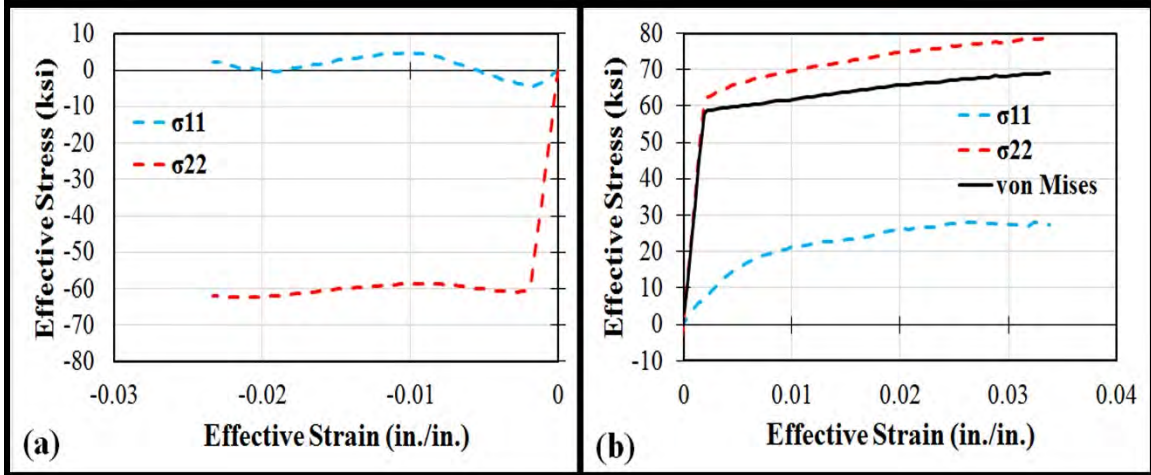 Effective Stress (ksi)
10
0
-10
-20
-30
-40
-50
-60
-70
-80
σ11
σ22
-0.03
-0.02
-0.01
0
(a)
Effective Strain (in./in.)
Effective Stress (ksi)
80
70
60
50
40
30
20
10
0
-10
σ11
σ22
von Mises
0
0.01
0.02
0.03
0.04
(b)
Effective Strain (in./in.)